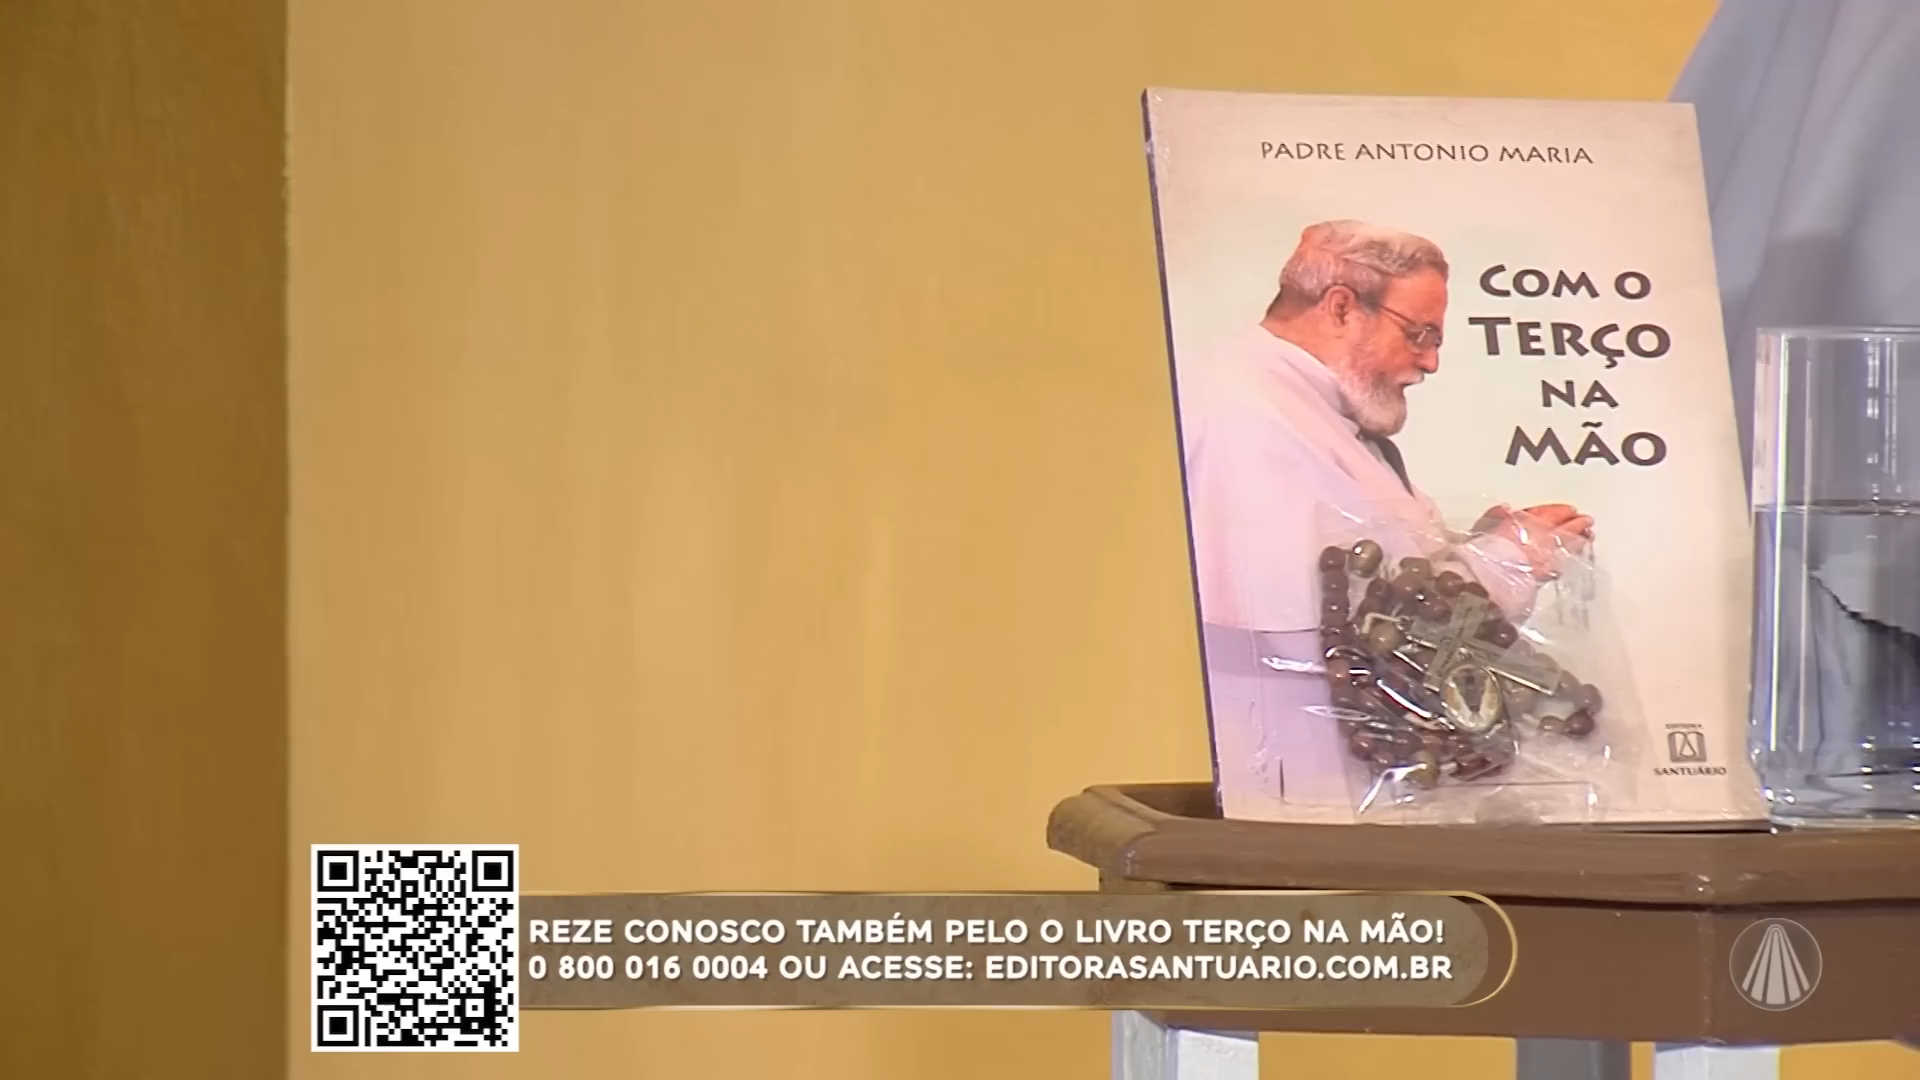 PADRE ANTONIO MARIA
COM O
TERÇO
NA
MÃO
EDITORA
SANTUÁRIO
REZE CONOSCO TAMBÉM PELO O LIVRO TERÇO NA MÃO!
0 800 016 0004 OU ACESSE: EDITORASANTUARIO.COM.BR